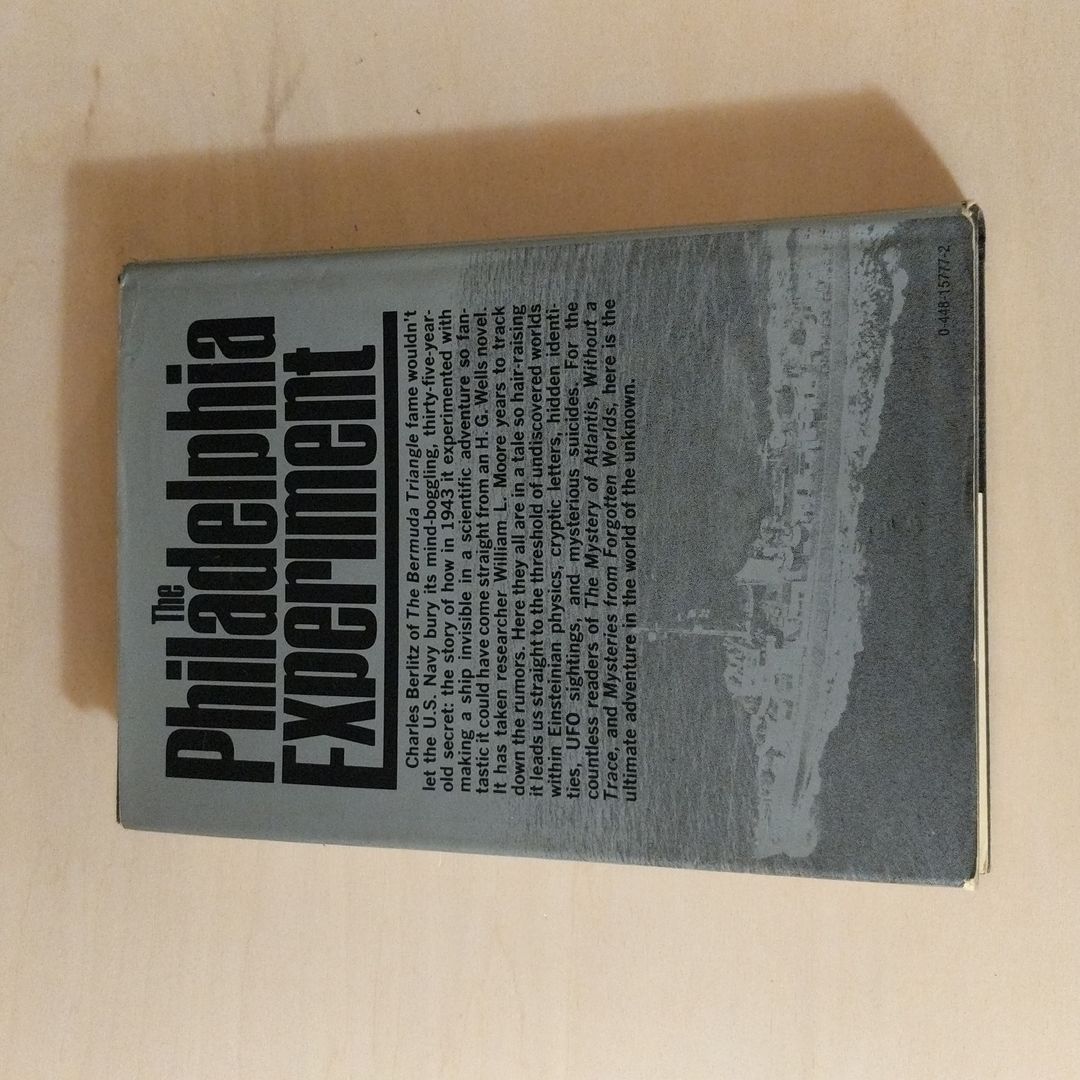 The
Philadelphia
Experiment
Charles Berlitz of The Bermuda Triangle fame wouldn't
let the U.S. Navy bury its mind-boggling, thirty-five-year-
old secret: the story of how in 1943 it experimented with
making a ship invisible in a scientific adventure so fan-
tastic it could have come straight from an H. G. Wells novel.
It has taken researcher William L. Moore years to track
down the rumors. Here they all are in a tale so hair-raising
it leads us straight to the threshold of undiscovered worlds
within Einsteinian physics, cryptic letters, hidden identi-
ties, UFO sightings, and mysterious suicides. For the
countless readers of The Mystery of Atlantis, Without a
Trace, and Mysteries from Forgotten Worlds, here is the
ultimate adventure in the world of the unknown.
0-448-15777-2